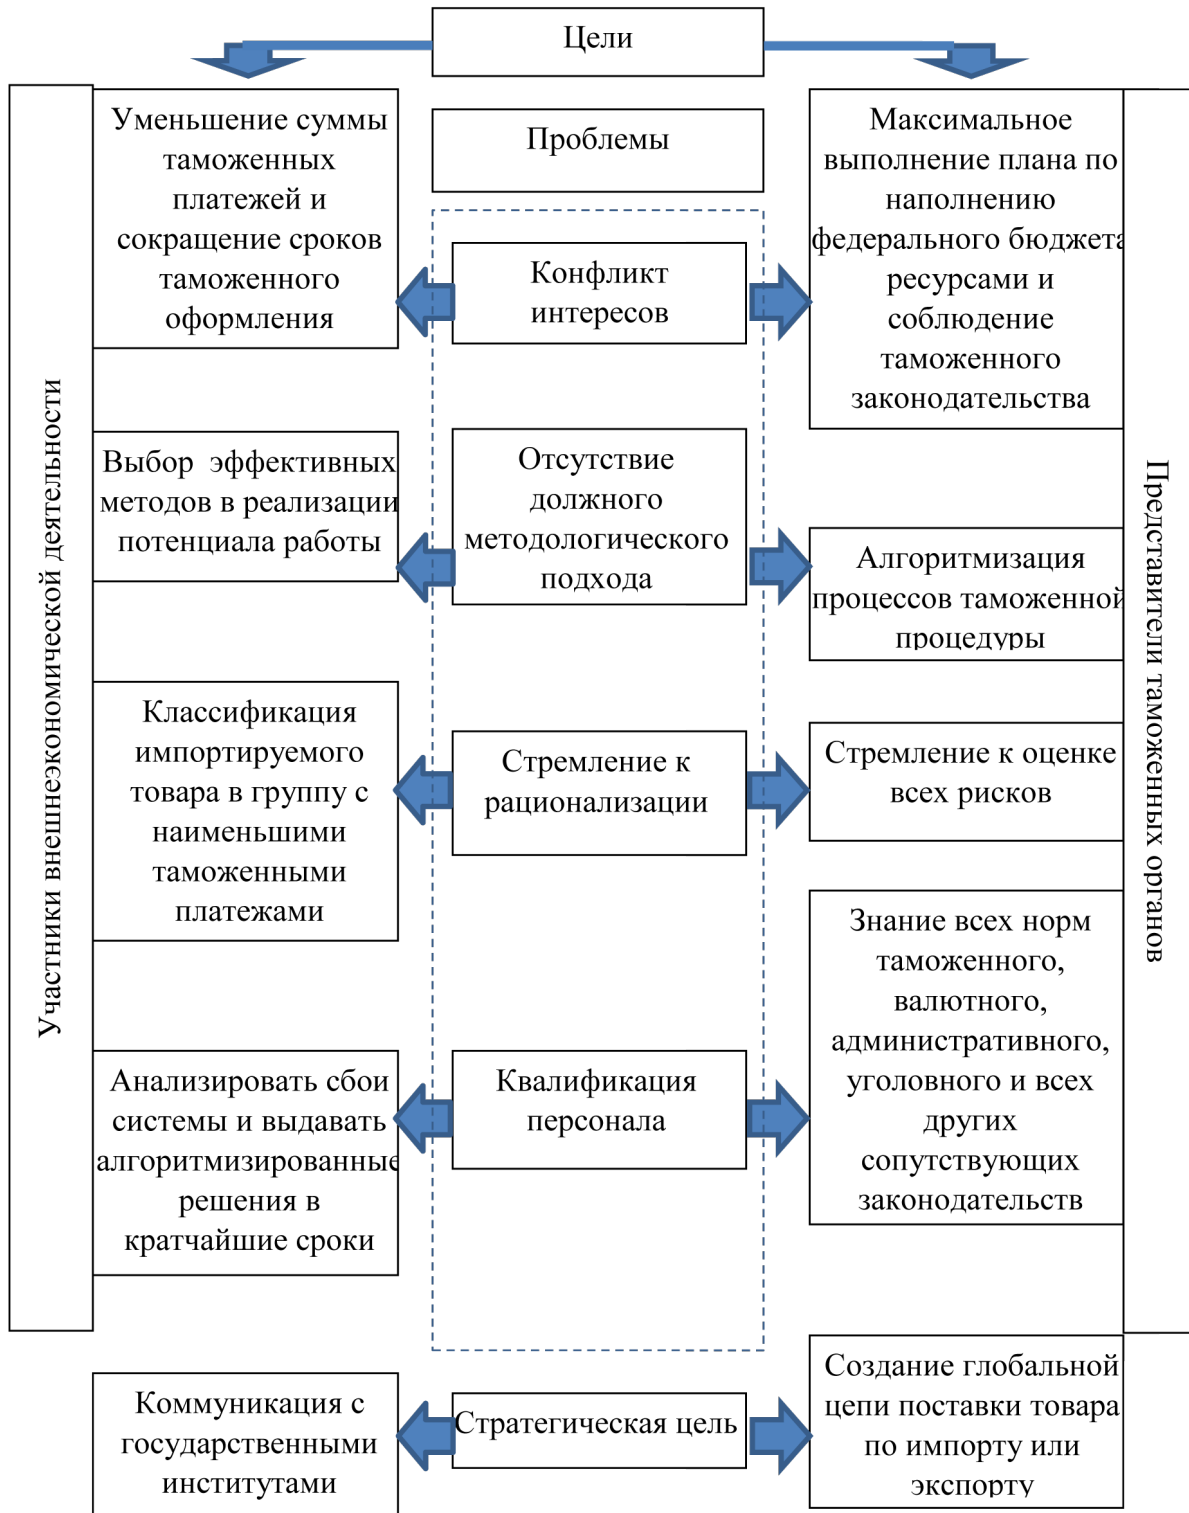 Цели
Проблемы
Участники внешнеэкономической деятельности
Уменьшение суммы
таможенных
платежей и
сокращение сроков
таможенного
оформления
Конфликт
интересов
Максимальное
выполнение плана по
наполнению
федерального бюджета
ресурсами и
соблюдение
таможенного
законодательства
Представители таможенных органов
Выбор эффективных
методов в реализации
потенциала работы
Отсутствие
должного
методологического
подхода
Алгоритмизация
процессов таможенной
процедуры
Классификация
импортируемого
товара в группу с
наименьшими
таможенными
платежами
Стремление к
рационализации
Стремление к оценке
всех рисков
Анализировать сбои
системы и выдавать
алгоритмизированные
решения в
кратчайшие сроки
Квалификация
персонала
Знание всех норм
таможенного,
валютного,
административного,
уголовного и всех
других
сопутствующих
законодательств
Коммуникация с
государственными
институтами
Стратегическая цель
Создание глобальной
цепи поставки товара
по импорту или
экспорту